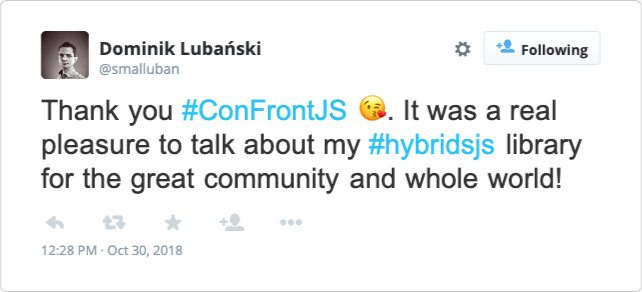 Dominik Lubański
@smalluban
Following
Thank you #ConFrontJS 😘. It was a real
pleasure to talk about my #hybridsjs library
for the great community and whole world!
12:28 PM · Oct 30, 2018